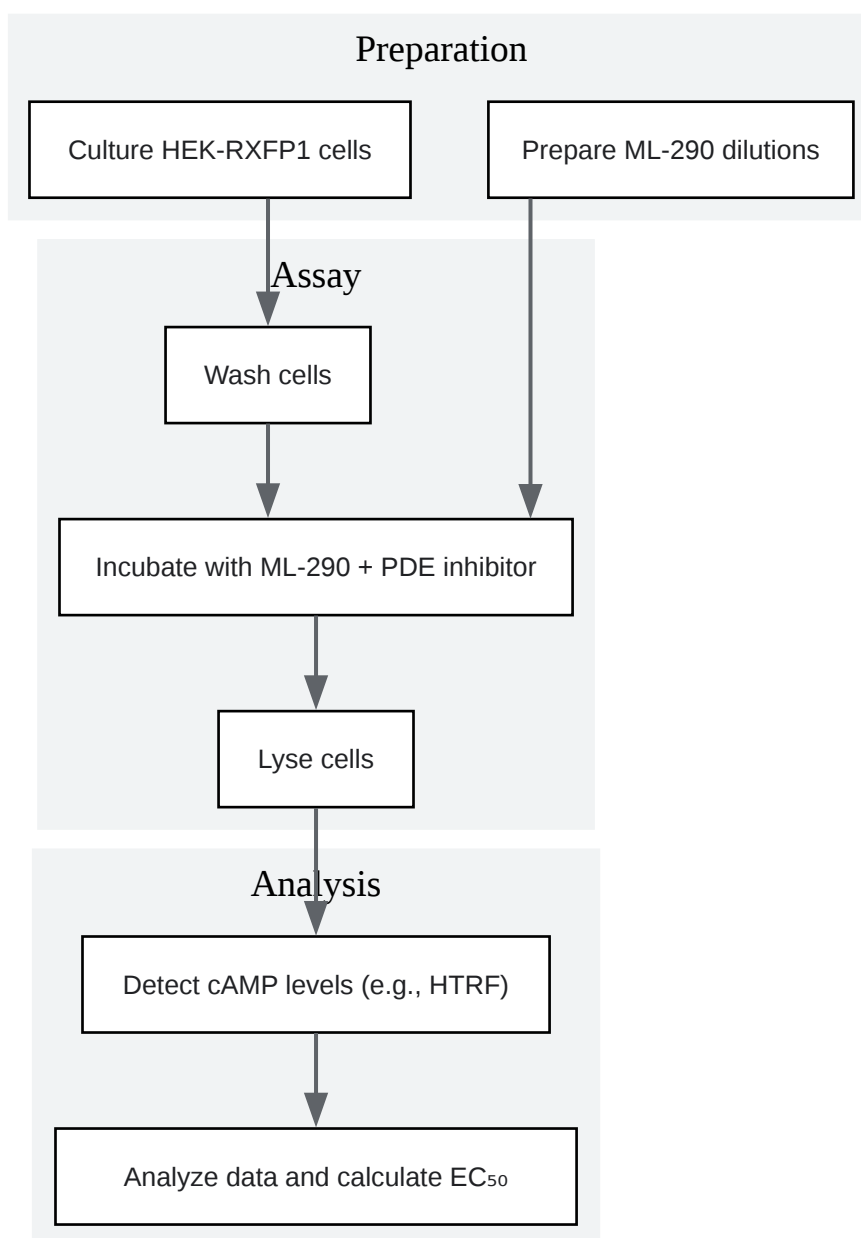 Preparation
Culture HEK-RXFP1 cells
Prepare ML-290 dilutions
Assay
Wash cells
Incubate with ML-290 + PDE inhibitor
Lyse cells
Analysis
Detect cAMP levels (e.g., HTRF)
Analyze data and calculate EC₅₀